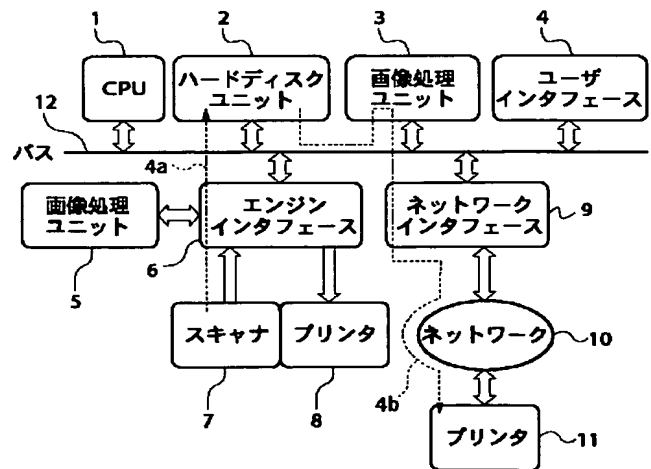 1
2
3
4
CPU
ハードディスク
ユニット
画像処理
ユニット
ユーザ
インタフェース
12
バス
4a
画像処理
ユニット
エンジン
インタフェース
ネットワーク
インタフェース
9
5
6
スキャナ
プリンタ
ネットワーク
10
7
8
4b
プリンタ
11